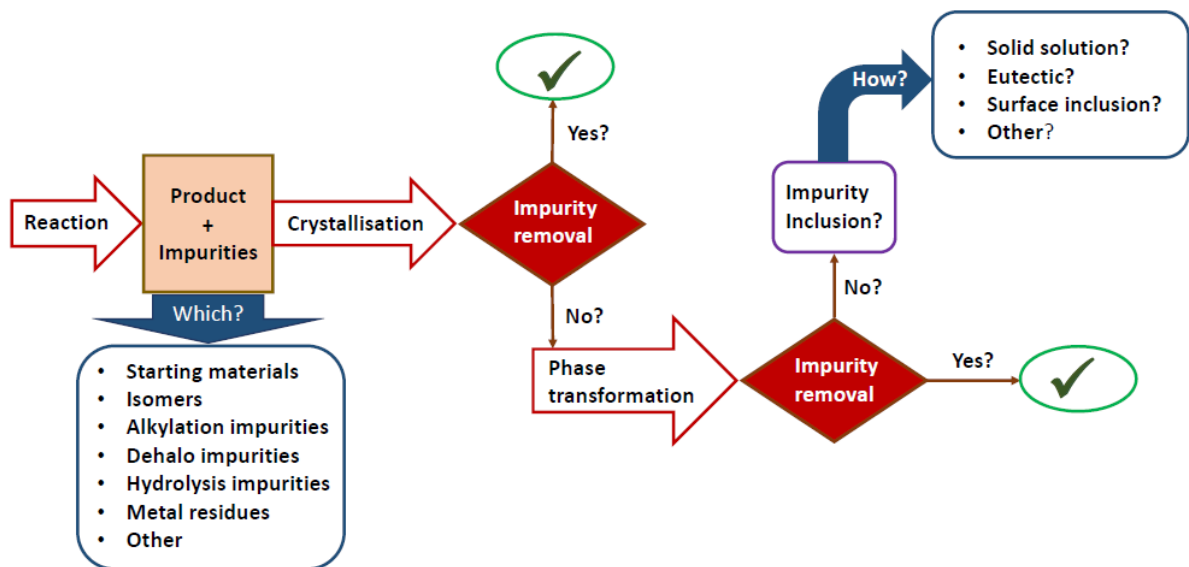 Reaction
Product
+
Impurities
Crystallisation
Impurity
removal
Yes?
No?
Which?
• Starting materials
• Isomers
• Alkylation impurities
• Dehalo impurities
• Hydrolysis impurities
• Metal residues
• Other
Phase
transformation
Impurity
removal
Yes?
No?
Impurity
Inclusion?
How?
• Solid solution?
• Eutectic?
• Surface inclusion?
• Other?